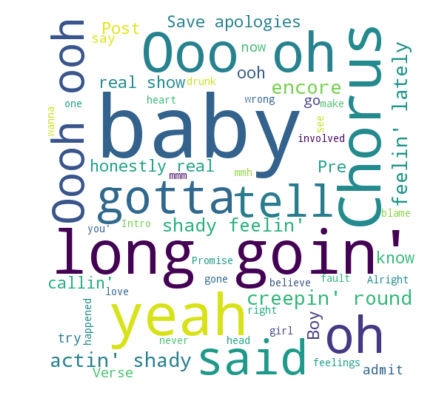 Save apologies
Post
say
Ooo oh
now
ooh
Oooh ooh
real show
drunk
encore
Chorus
feelin' lately
one
heart
wrong
go
make
wanna
baby
see
involved
honestly real
mmm
mmh
Pre
gotta
tell
blame
you'
Intro
shady feelin'
long goin'
know
Promise
callin'
gone
believe
fault
Alright
love
creepin' round
yeah
right
happened
try
never
head
girl
Boy
oh
actin' shady
said
feelings
admit
Verse